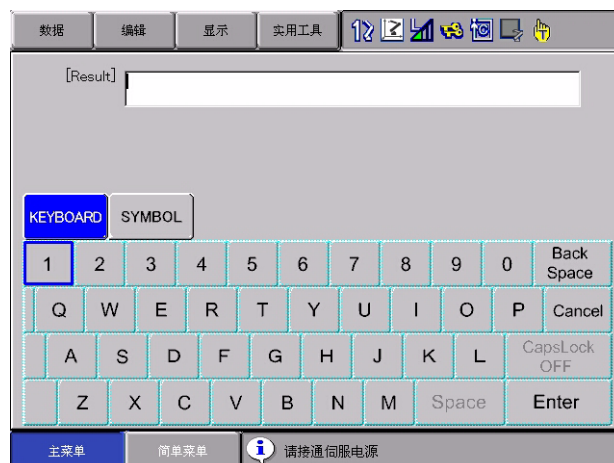 数据 编辑 显示 实用工具
[Result]
KEYBOARD SYMBOL
1 2 3 4 5 6 7 8 9 0 Back Space
Q W E R T Y U I O P Cancel
A S D F G H J K L CapsLock OFF
Z X C V B N M Space Enter
主菜单 简单菜单 请接通伺服电源